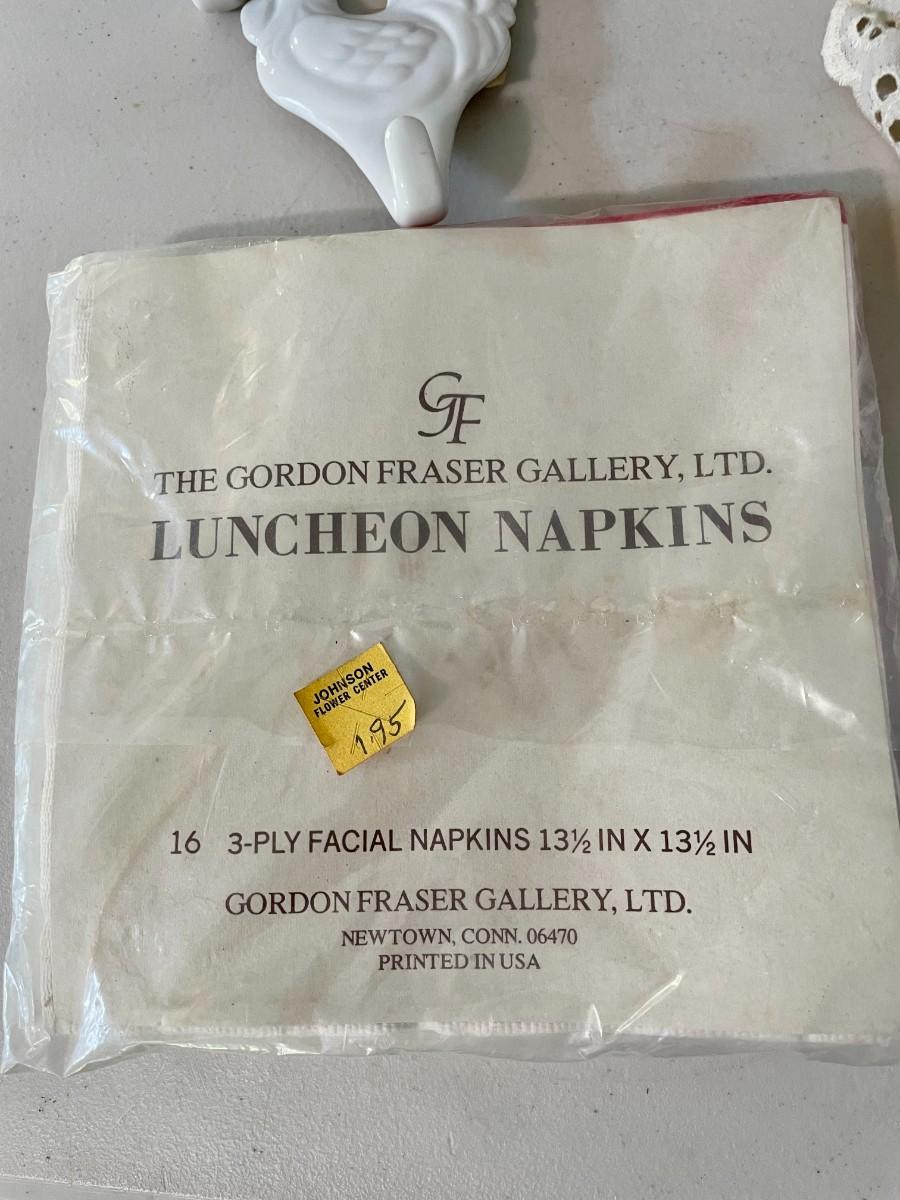 GF
THE GORDON FRASER GALLERY, LTD.
LUNCHEON NAPKINS
JOHNSON
FLOWER CENTER
1.95
16 3-PLY FACIAL NAPKINS 13½ IN X 13½ IN
GORDON FRASER GALLERY, LTD.
NEWTOWN, CONN. 06470
PRINTED IN USA